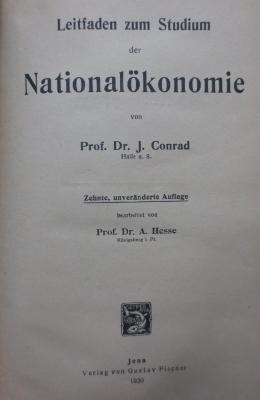 Leitfaden zum Studium
der
Nationalökonomie
von
Prof. Dr. J. Conrad
Halle a. S.
Zehnte, unveränderte Auflage
bearbeitet von
Prof. Dr. A. Hesse
Königsberg i. Pr.
Jena
Verlag von Gustav Fischer
1920